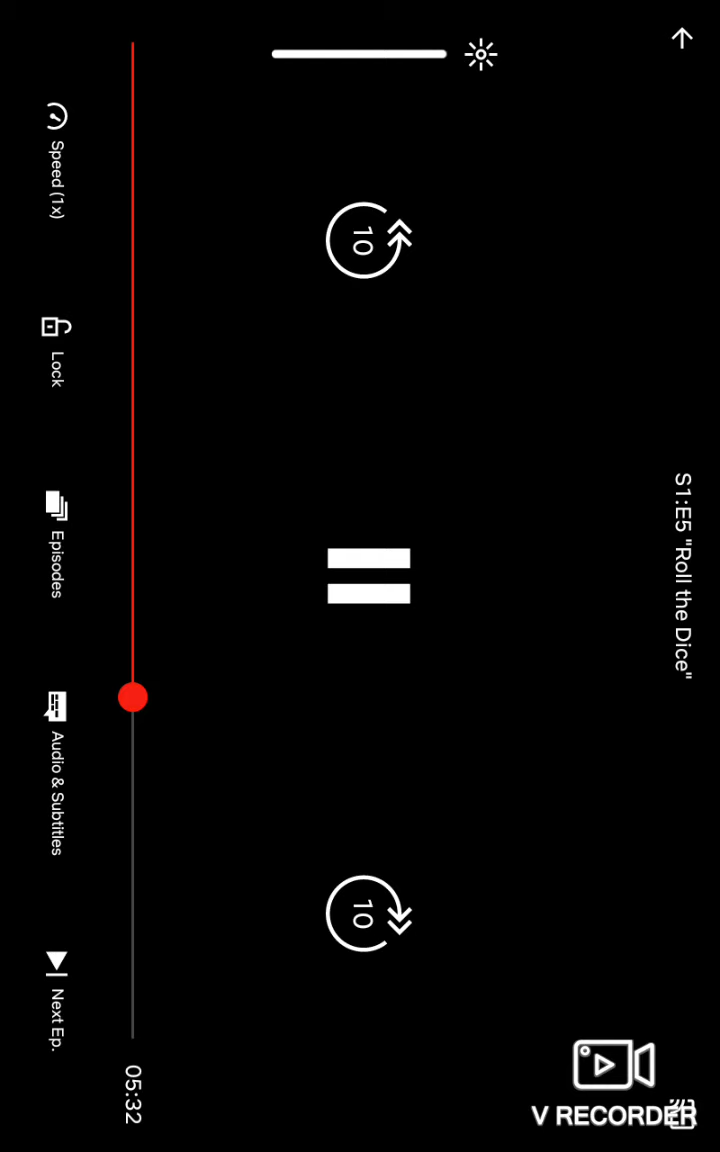 S1:E5 "Roll the Dice"
10
10
05:32
Speed (1x)
Lock
Episodes
Audio & Subtitles
Next Ep.
V RECORDER